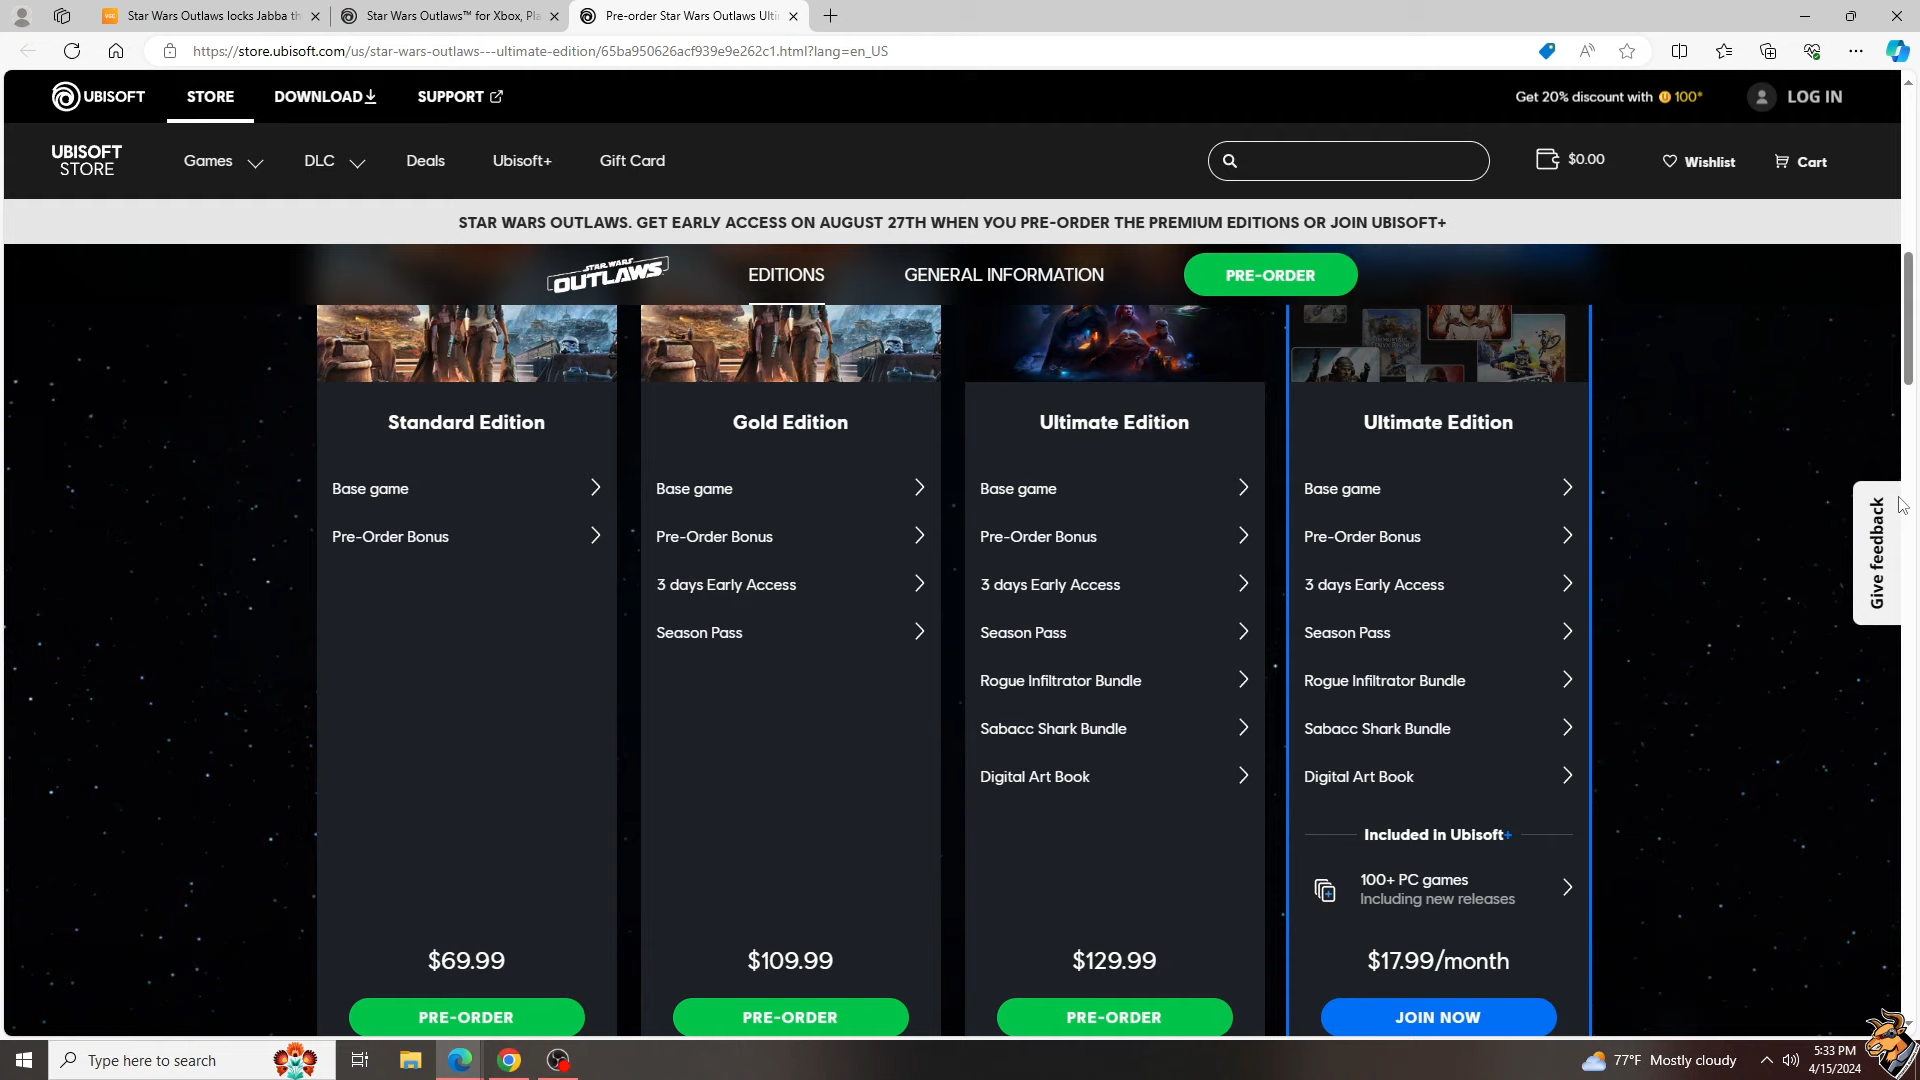 Star Wars Outlaws locks Jabba th
Star Wars Outlaws™ for Xbox, Pla
Pre-order Star Wars Outlaws Ulti
https://store.ubisoft.com/us/star-wars-outlaws---ultimate-edition/65ba950626acf939e9e262c1.html?lang=en_US
UBISOFT
STORE
DOWNLOAD
SUPPORT
Get 20% discount with 100*
LOG IN
UBISOFT
STORE
Games
DLC
Deals
Ubisoft+
Gift Card
$0.00
Wishlist
Cart
STAR WARS OUTLAWS. GET EARLY ACCESS ON AUGUST 27TH WHEN YOU PRE-ORDER THE PREMIUM EDITIONS OR JOIN UBISOFT+
STAR WARS
OUTLAWS
EDITIONS
GENERAL INFORMATION
PRE-ORDER
Standard Edition
Base game
Pre-Order Bonus
$69.99
PRE-ORDER
Gold Edition
Base game
Pre-Order Bonus
3 days Early Access
Season Pass
$109.99
PRE-ORDER
Ultimate Edition
Base game
Pre-Order Bonus
3 days Early Access
Season Pass
Rogue Infiltrator Bundle
Sabacc Shark Bundle
Digital Art Book
$129.99
PRE-ORDER
Ultimate Edition
Base game
Pre-Order Bonus
3 days Early Access
Season Pass
Rogue Infiltrator Bundle
Sabacc Shark Bundle
Digital Art Book
Included in Ubisoft+
100+ PC games
Including new releases
$17.99/month
JOIN NOW
Give feedback
Type here to search
77°F Mostly cloudy
5:33 PM
4/15/2024